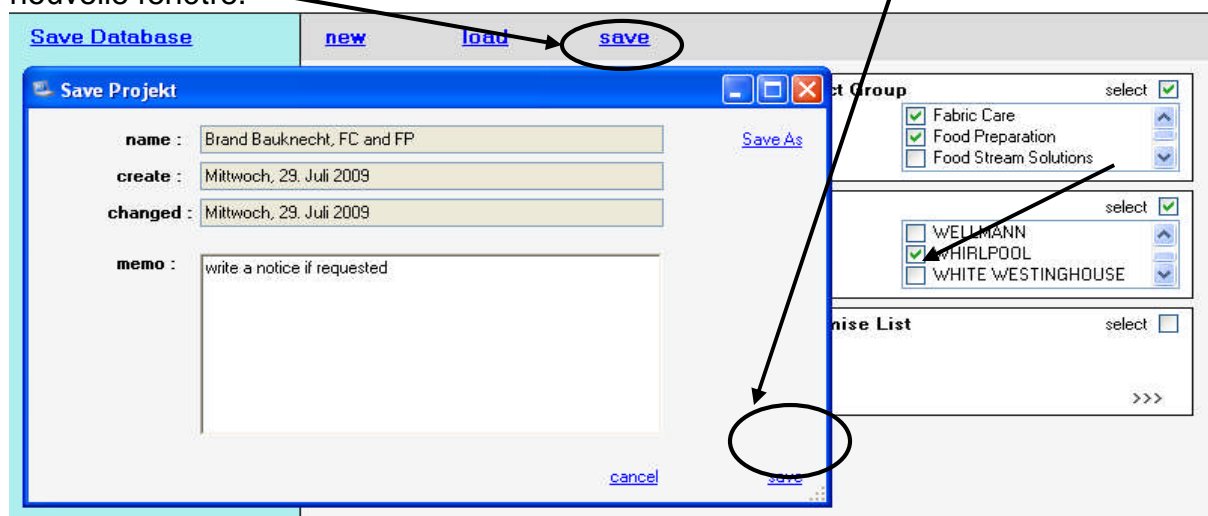 nouvelle fenêtre.
Save Database new load save
Save Projekt
name : Brand Bauknecht, FC and FP Save As
create : Mittwoch, 29. Juli 2009
changed : Mittwoch, 29. Juli 2009
memo : write a notice if requested
cancel save
ct Group select
Fabric Care
Food Preparation
Food Stream Solutions
select
WELLMANN
WHIRLPOOL
WHITE WESTINGHOUSE
mise List select
>>>